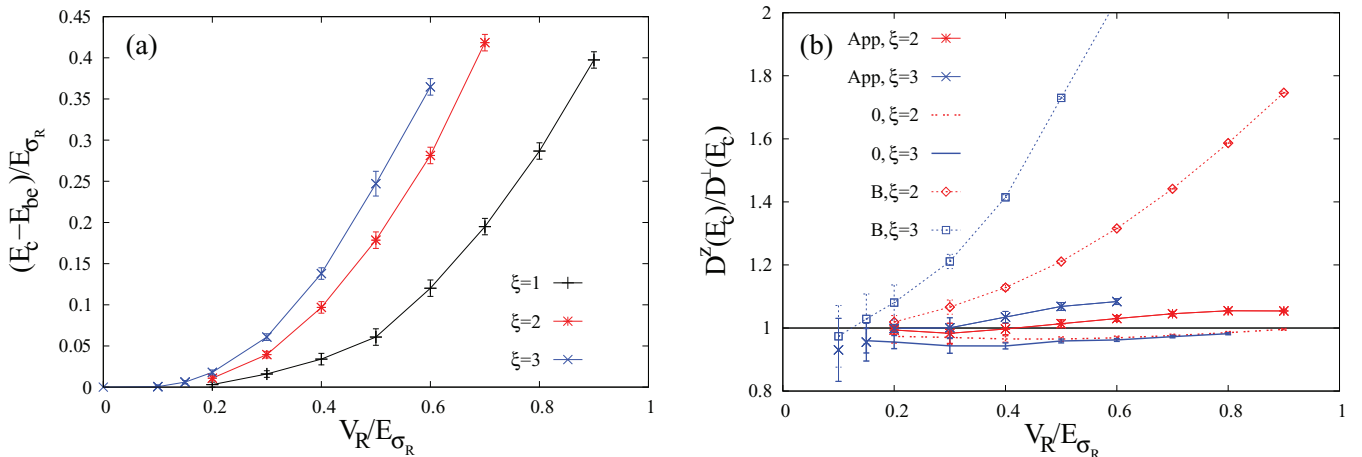 (a)
0.45
0.4
0.35
0.3
0.25
0.2
0.15
0.1
0.05
0
(E_c−E_be)/E_σ_R
ξ=1
ξ=2
ξ=3
0 0.2 0.4 0.6 0.8 1
V_R/E_σ_R
(b)
2
1.8
1.6
1.4
1.2
1
0.8
D^Z(E_c)/D^⊥(E_c)
App, ξ=2
App, ξ=3
0, ξ=2
0, ξ=3
B, ξ=2
B, ξ=3
0 0.2 0.4 0.6 0.8 1
V_R/E_σ_R